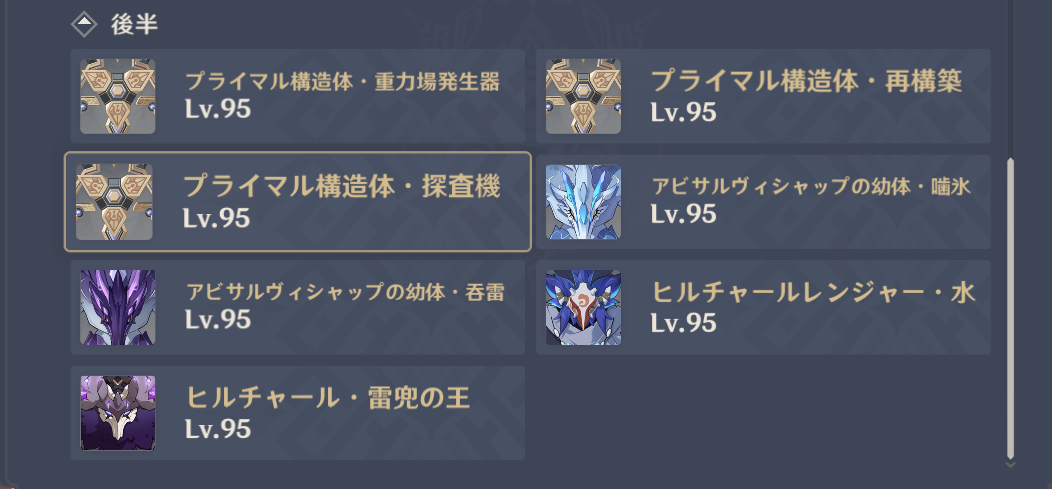 後半
プライマル構造体・重力場発生器
Lv.95
プライマル構造体・再構築
Lv.95
プライマル構造体・探査機
Lv.95
アビサルヴィシャップの幼体・噛氷
Lv.95
アビサルヴィシャップの幼体・呑雷
Lv.95
ヒルチャールレンジャー・水
Lv.95
ヒルチャール・雷兜の王
Lv.95